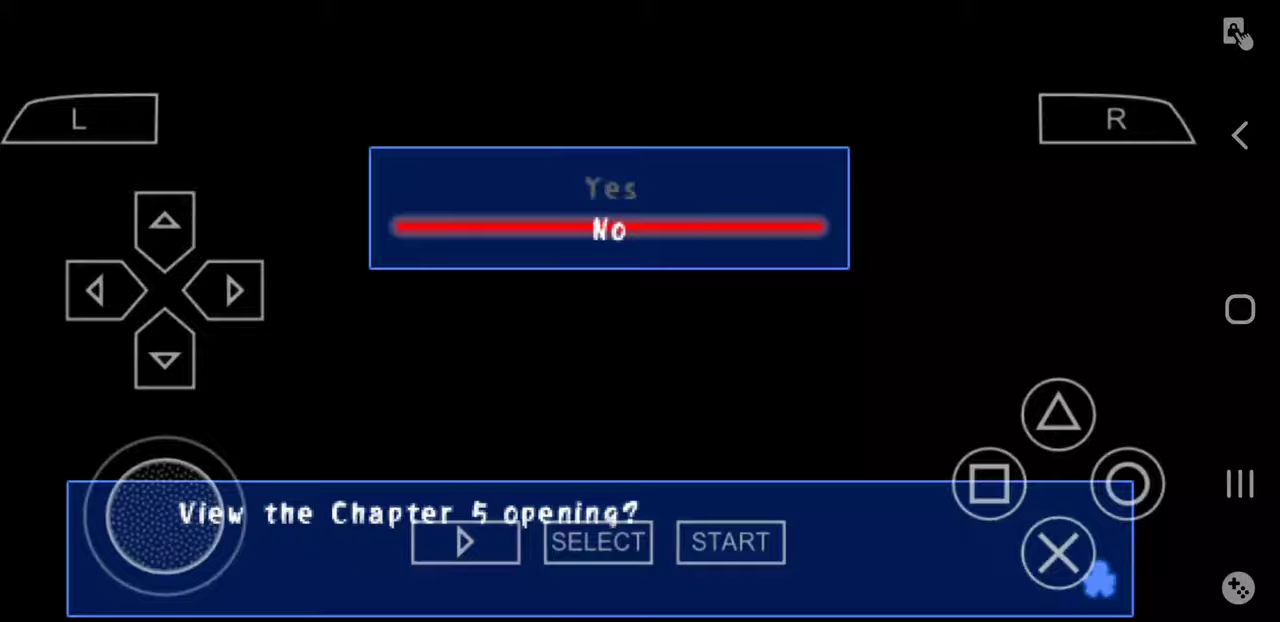 L
R
Yes
No
View the Chapter 5 opening?
SELECT
START